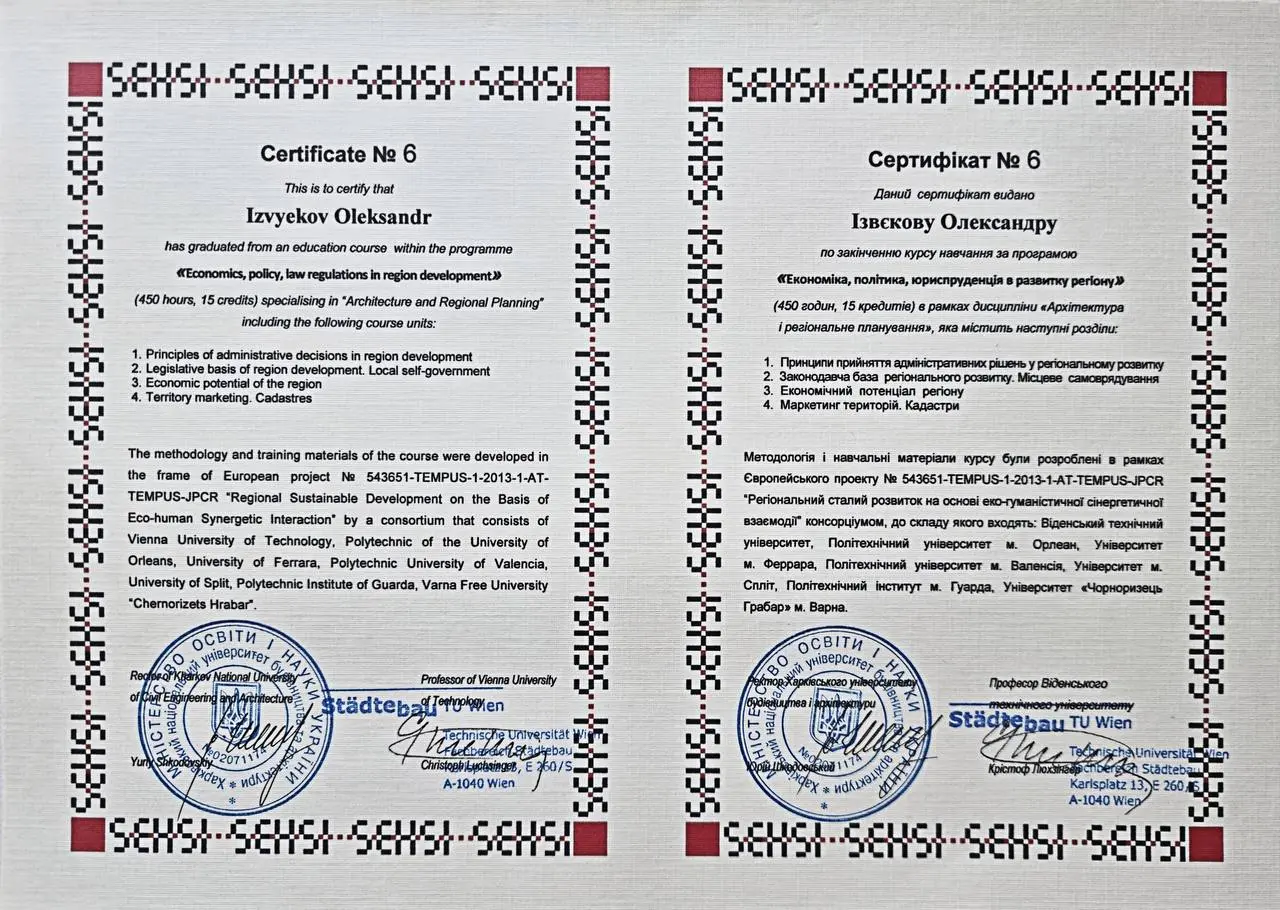 SEHSI SEHSI SEHSI SEHSI
Certificate № 6
This is to certify that
Izvyekov Oleksandr
has graduated from an education course within the programme
«Economics, policy, law regulations in region development»
(450 hours, 15 credits) specialising in "Architecture and Regional Planning"
including the following course units:
1. Principles of administrative decisions in region development
2. Legislative basis of region development. Local self-government
3. Economic potential of the region
4. Territory marketing. Cadastres
The methodology and training materials of the course were developed in
the frame of European project № 543651-TEMPUS-1-2013-1-AT-
TEMPUS-JPCR "Regional Sustainable Development on the Basis of
Eco-human Synergetic Interaction" by a consortium that consists of
Vienna University of Technology, Polytechnic of the University of
Orleans, University of Ferrara, Polytechnic University of Valencia,
University of Split, Polytechnic Institute of Guarda, Varna Free University
"Chernorizets Hrabar".
Rector of Kharkov National University
of Civil Engineering and Architecture
Yuriy Shkodovskiy
МІНІСТЕРСТВО ОСВІТИ І НАУКИ УКРАЇНИ
Харківський національний університет будівництва та архітектури
№02071174
Professor of Vienna University
of Technology
Christoph Luchsinger
Städtebau TU Wien
Technische Universität Wien
Fachbereich Städtebau
Karlsplatz 13, E 260/S
A-1040 Wien
SEHSI SEHSI SEHSI SEHSI
SEHSI SEHSI SEHSI SEHSI
Сертифікат № 6
Даний сертифікат видано
Ізвєкову Олександру
по закінченню курсу навчання за програмою
«Економіка, політика, юриспруденція в развитку регіону»
(450 годин, 15 кредитів) в рамках дисципліни «Архітектура
і регіональне планування», яка містить наступні розділи:
1. Принципи прийняття адміністративних рішень у регіональному розвитку
2. Законодавча база регіонального розвитку. Місцеве самоврядування
3. Економічний потенціал регіону
4. Маркетинг територій. Кадастри
Методологія і навчальні матеріали курсу були розроблені в рамках
Європейського проекту № 543651-TEMPUS-1-2013-1-AT-TEMPUS-JPCR
"Регіональний сталий розвиток на основі еко-гуманістичної сінергетичної
взаємодії" консорціумом, до складу якого входять: Віденський технічний
університет, Політехнічний університет м. Орлеан, Університет
м. Феррара, Політехнічний університет м. Валенсія, Університет м.
Спліт, Політехнічний інститут м. Гуарда, Університет «Чорноризець
Грабар» м. Варна.
Ректор Харківського університету
будівництва і архітектури
Юрій Шкодовський
МІНІСТЕРСТВО ОСВІТИ І НАУКИ УКРАЇНИ
Харківський національний університет будівництва та архітектури
№02071174
Професор Віденського
технічного університету
Крістоф Люхзінгер
Städtebau TU Wien
Technische Universität Wien
Fachbereich Städtebau
Karlsplatz 13, E 260/S
A-1040 Wien
SEHSI SEHSI SEHSI SEHSI